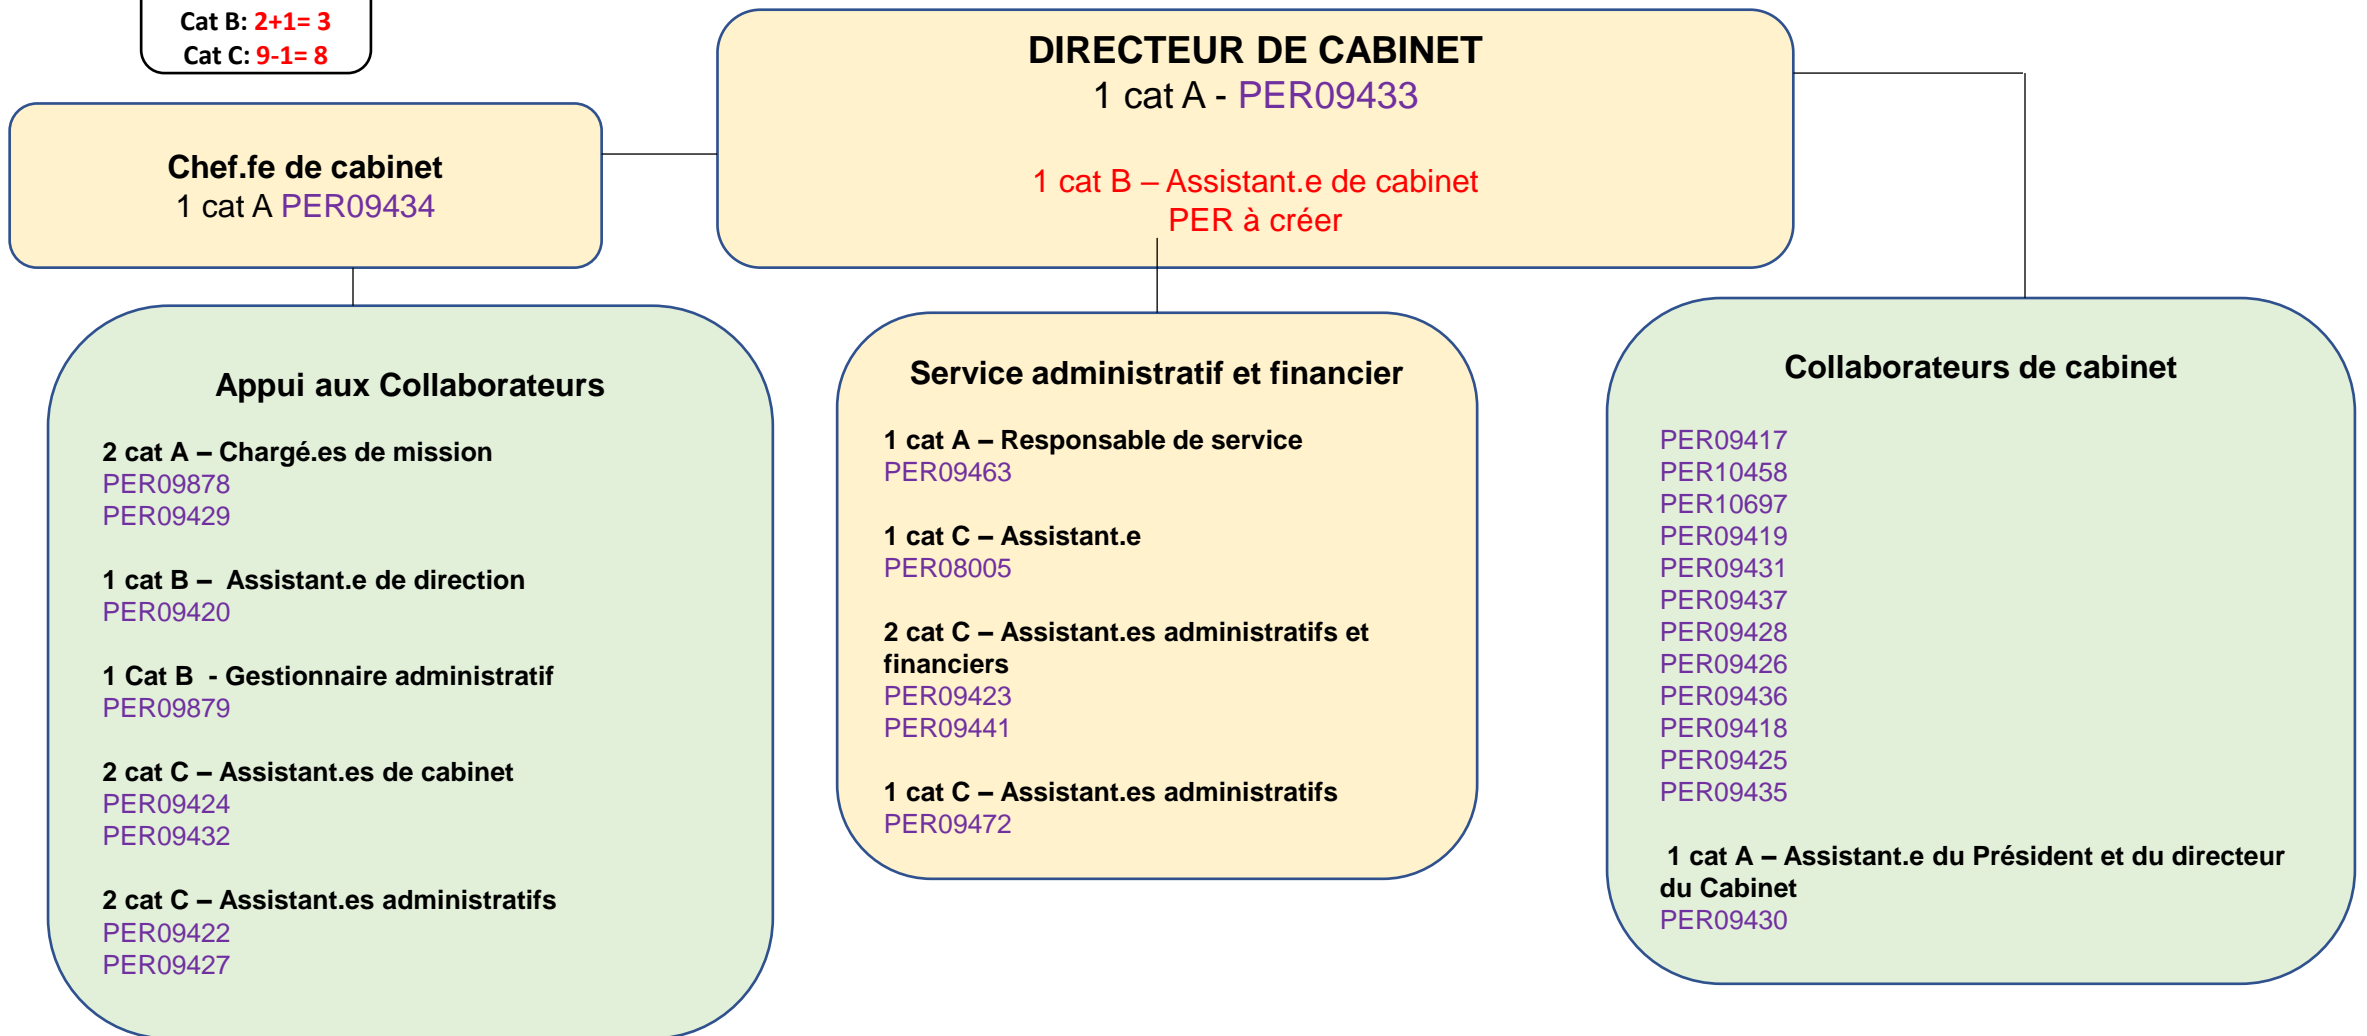 Cat B: 2+1= 3
Cat C: 9-1= 8
DIRECTEUR DE CABINET
1 cat A - PER09433
1 cat B – Assistant.e de cabinet
PER à créer
Chef.fe de cabinet
1 cat A PER09434
Appui aux Collaborateurs
2 cat A – Chargé.es de mission
PER09878
PER09429
1 cat B –  Assistant.e de direction
PER09420
1 Cat B  - Gestionnaire administratif
PER09879
2 cat C – Assistant.es de cabinet
PER09424
PER09432
2 cat C – Assistant.es administratifs
PER09422
PER09427
Service administratif et financier
1 cat A – Responsable de service
PER09463
1 cat C – Assistant.e
PER08005
2 cat C – Assistant.es administratifs et
financiers
PER09423
PER09441
1 cat C – Assistant.es administratifs
PER09472
Collaborateurs de cabinet
PER09417
PER10458
PER10697
PER09419
PER09431
PER09437
PER09428
PER09426
PER09436
PER09418
PER09425
PER09435
1 cat A – Assistant.e du Président et du directeur
du Cabinet
PER09430